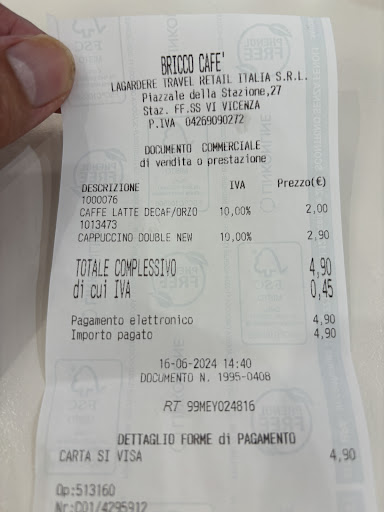 BRICCO CAFE'
LAGARDERE TRAVEL RETAIL ITALIA S.R.L.
Piazzale della Stazione,27
Staz. FF.SS VI VICENZA
P.IVA 04269090272
DOCUMENTO COMMERCIALE
di vendita o prestazione
DESCRIZIONE IVA Prezzo(€)
1000076
CAFFE LATTE DECAF/ORZO 10,00% 2,00
1013473
CAPPUCCINO DOUBLE NEW 10,00% 2,90
TOTALE COMPLESSIVO 4,90
di cui IVA 0,45
Pagamento elettronico 4,90
Importo pagato 4,90
16-06-2024 14:40
DOCUMENTO N. 1995-0408
RT 99MEY024816
DETTAGLIO FORME di PAGAMENTO
CARTA SI VISA 4,90
Op:513160
Nr:C01/4295912